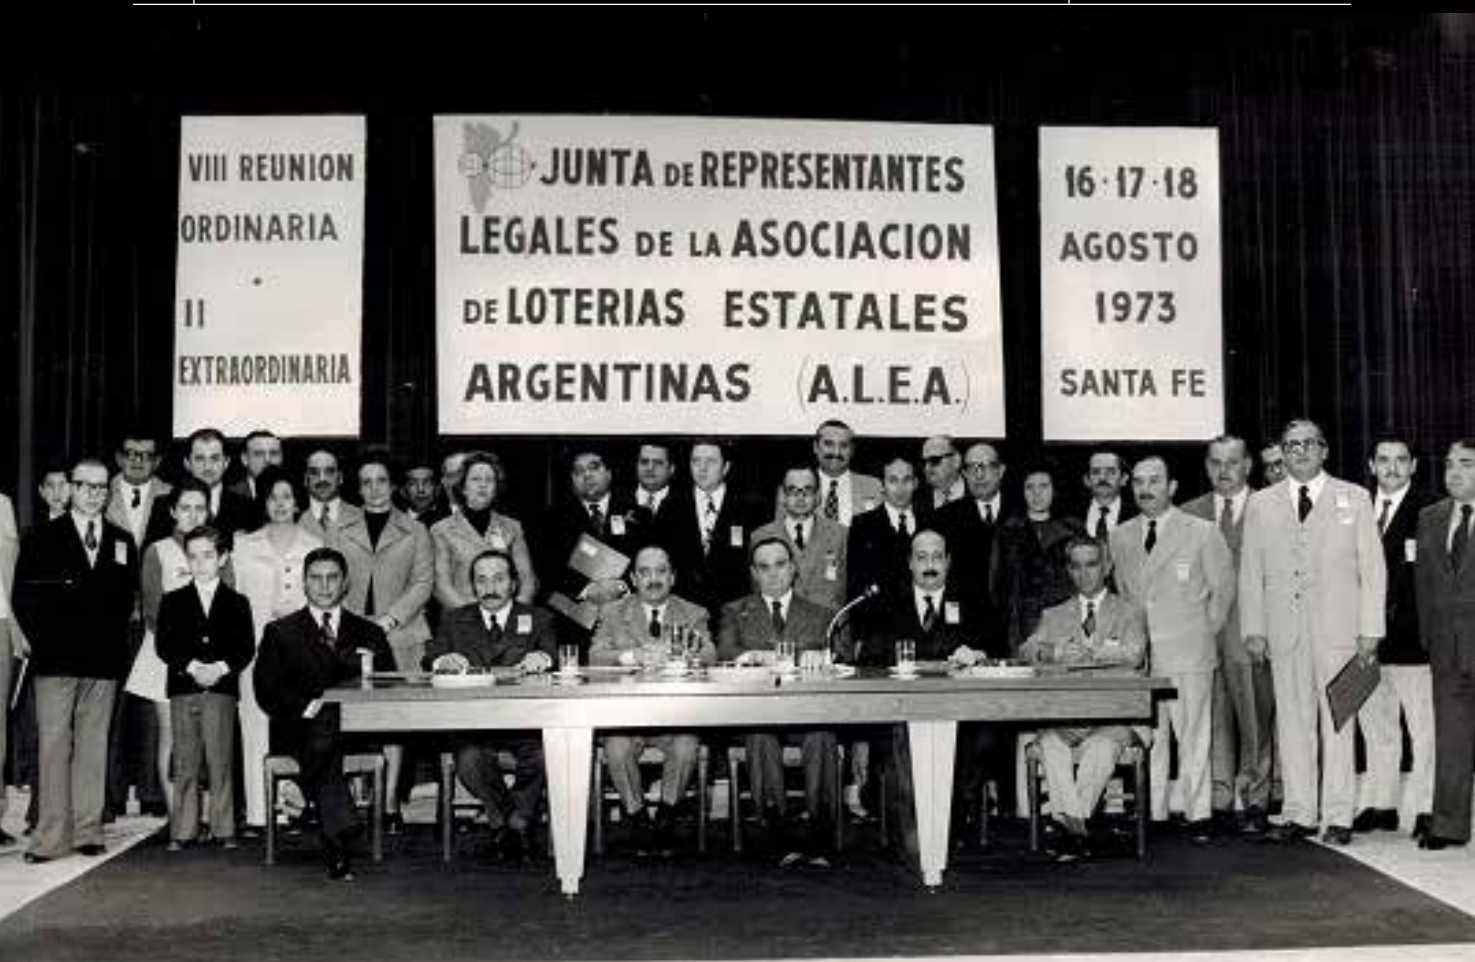 VIII REUNION
ORDINARIA
•
II
EXTRAORDINARIA
JUNTA DE REPRESENTANTES
LEGALES DE LA ASOCIACION
DE LOTERIAS ESTATALES
ARGENTINAS (A.L.E.A.)
16·17·18
AGOSTO
1973
SANTA FE